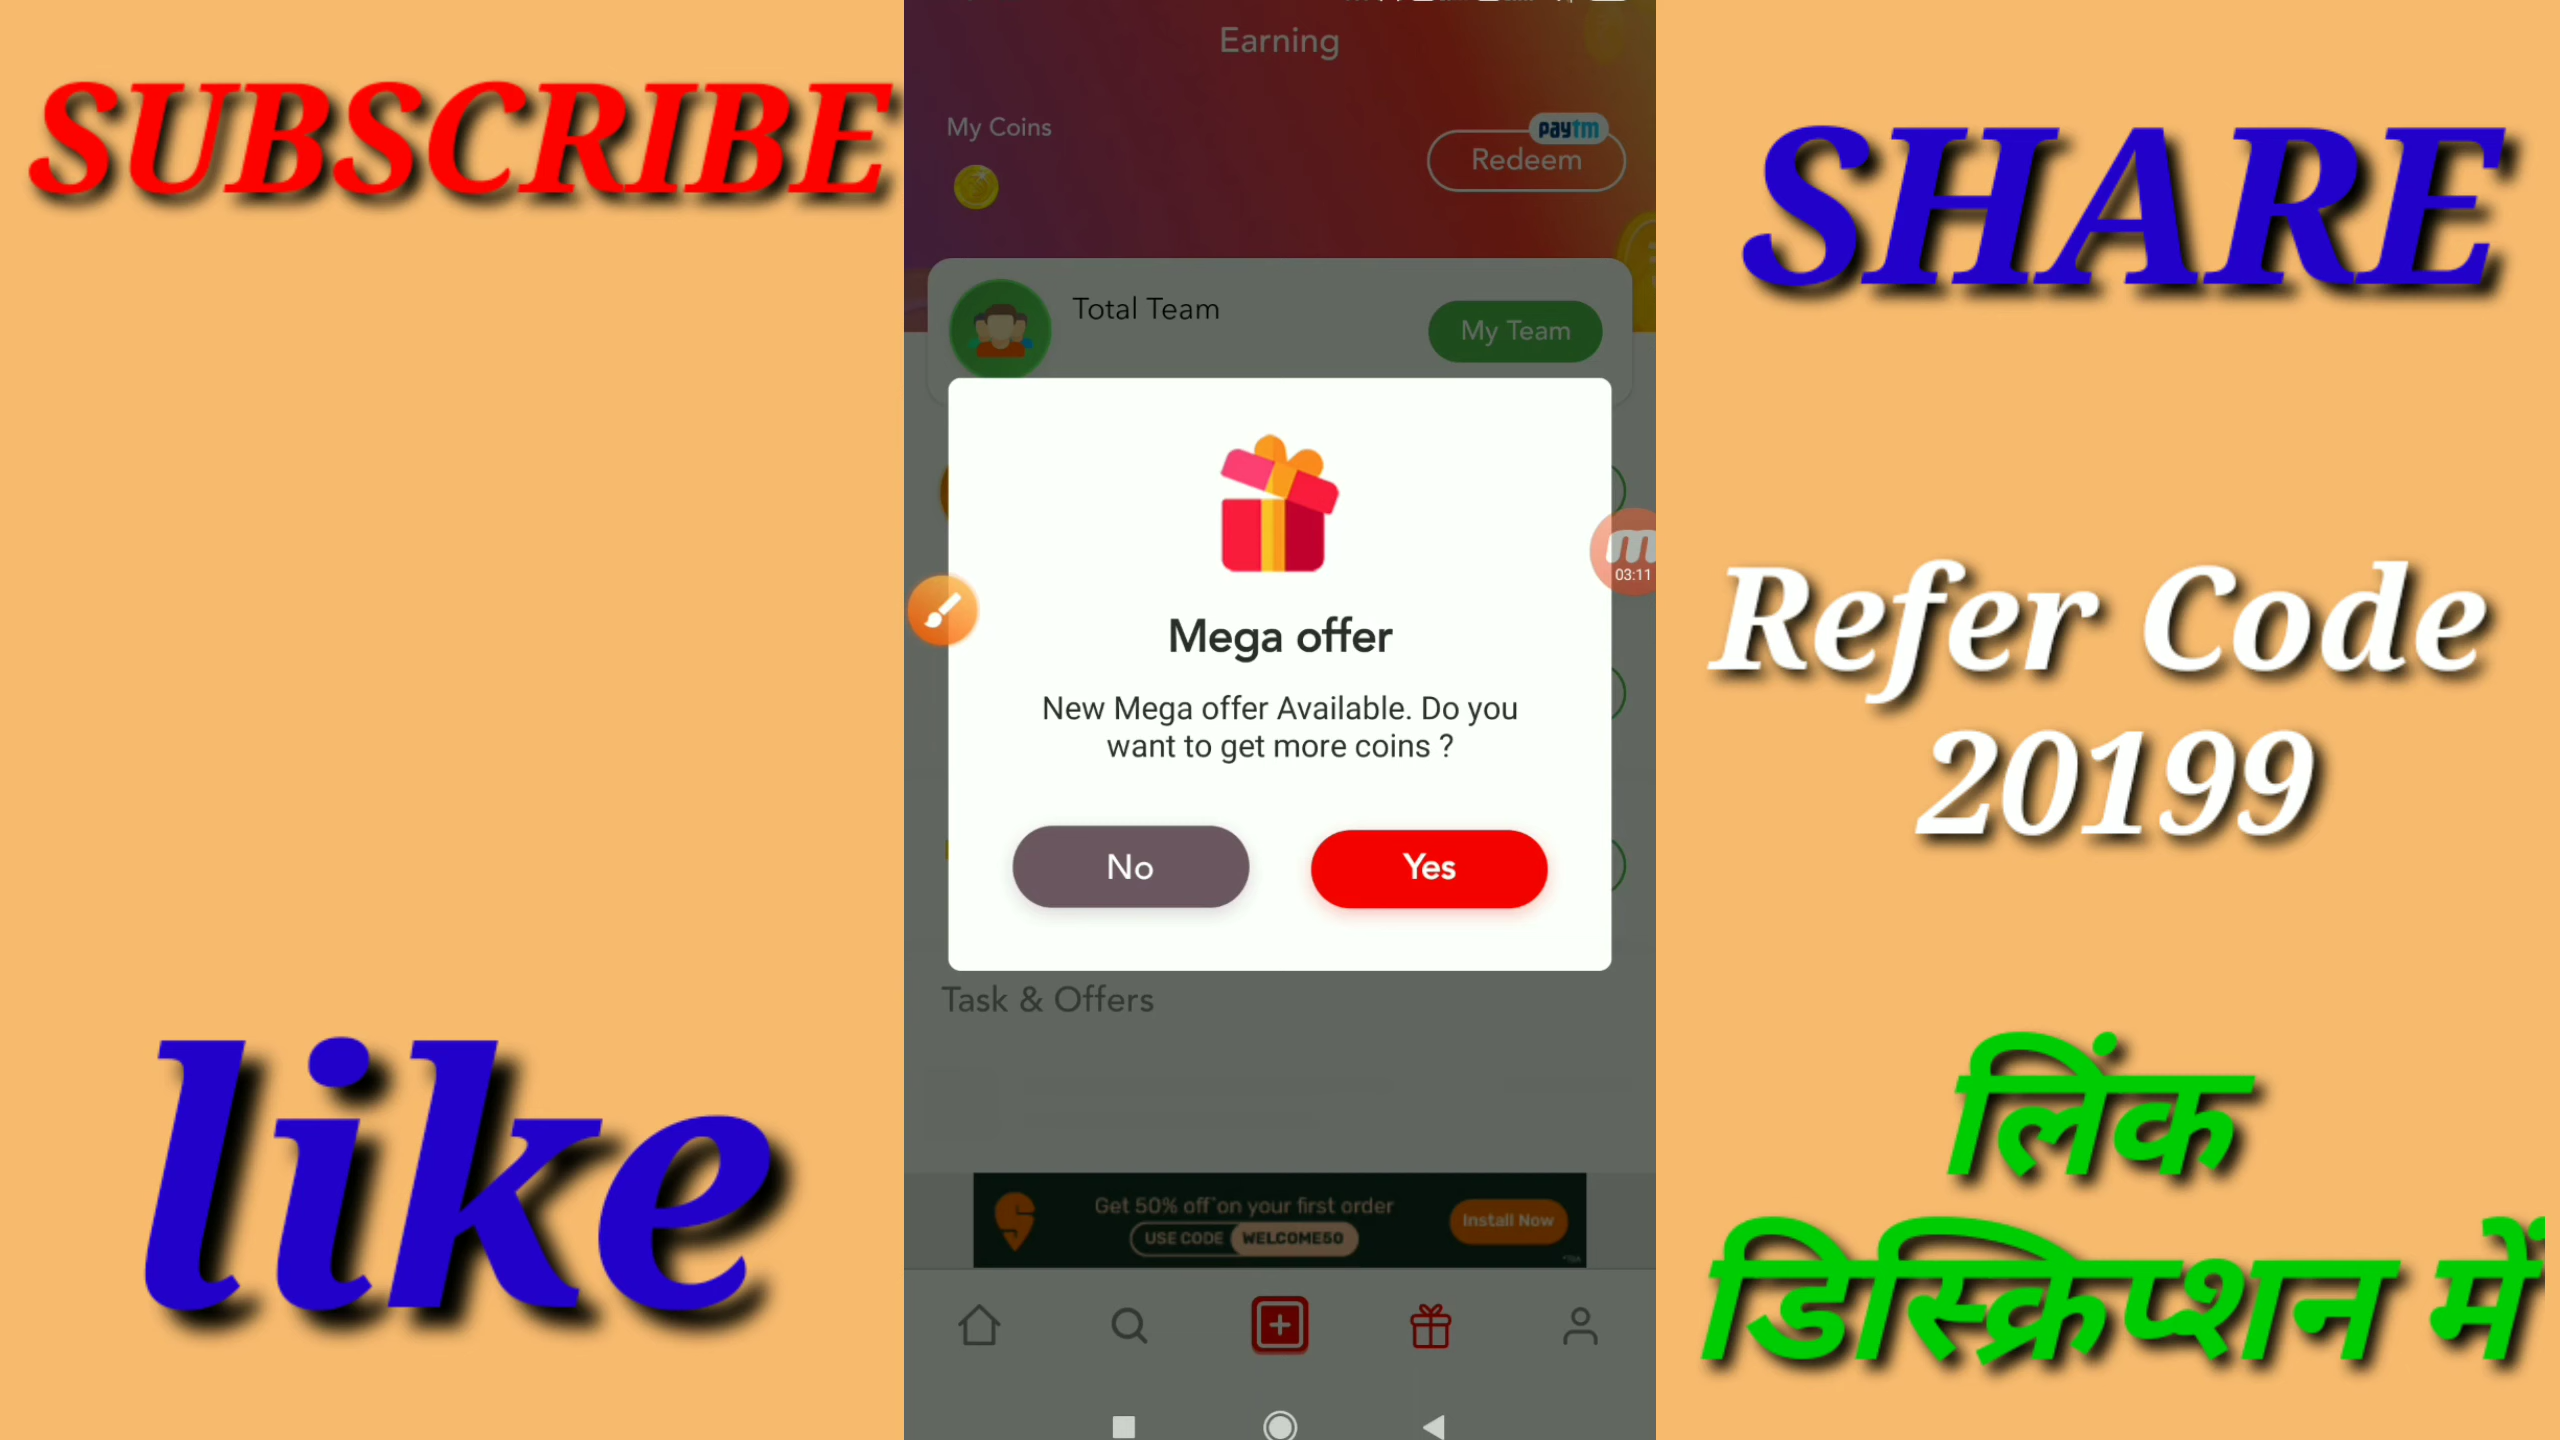 SUBSCRIBE
like
Earning
My Coins
paytm
Redeem
Total Team
My Team
03:11
Mega offer
New Mega offer Available. Do you
want to get more coins ?
No
Yes
Task & Offers
Get 50% off* on your first order
USE CODE WELCOME50
Install Now
SHARE
Refer Code
20199
लिंक
डिस्क्रिप्शन में